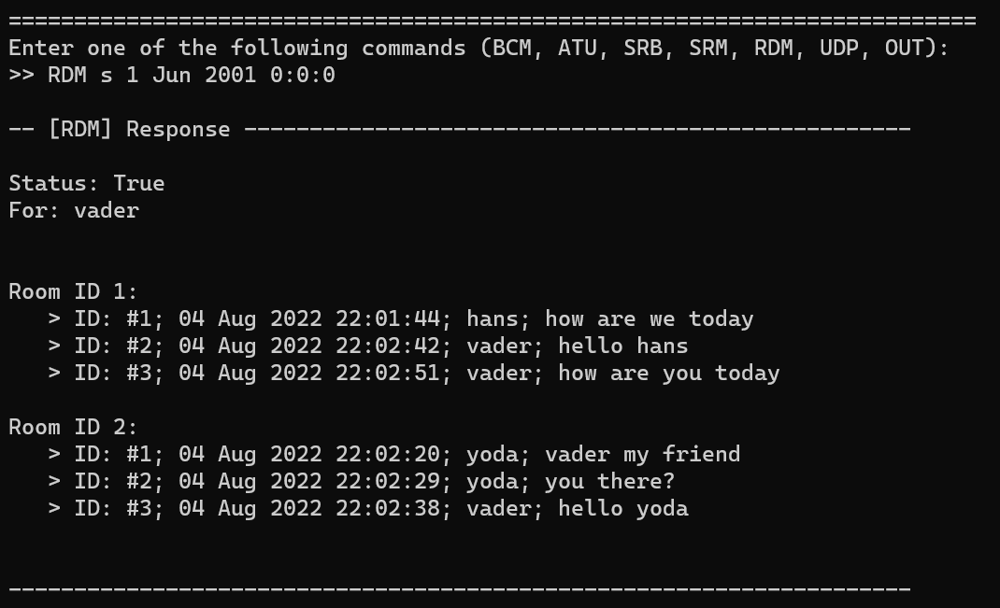 ==========================================================================
Enter one of the following commands (BCM, ATU, SRB, SRM, RDM, UDP, OUT):
>> RDM s 1 Jun 2001 0:0:0
-- [RDM] Response ---------------------------------------------------
Status: True
For: vader
Room ID 1:
> ID: #1; 04 Aug 2022 22:01:44; hans; how are we today
> ID: #2; 04 Aug 2022 22:02:42; vader; hello hans
> ID: #3; 04 Aug 2022 22:02:51; vader; how are you today
Room ID 2:
> ID: #1; 04 Aug 2022 22:02:20; yoda; vader my friend
> ID: #2; 04 Aug 2022 22:02:29; yoda; you there?
> ID: #3; 04 Aug 2022 22:02:38; vader; hello yoda
---------------------------------------------------------------------